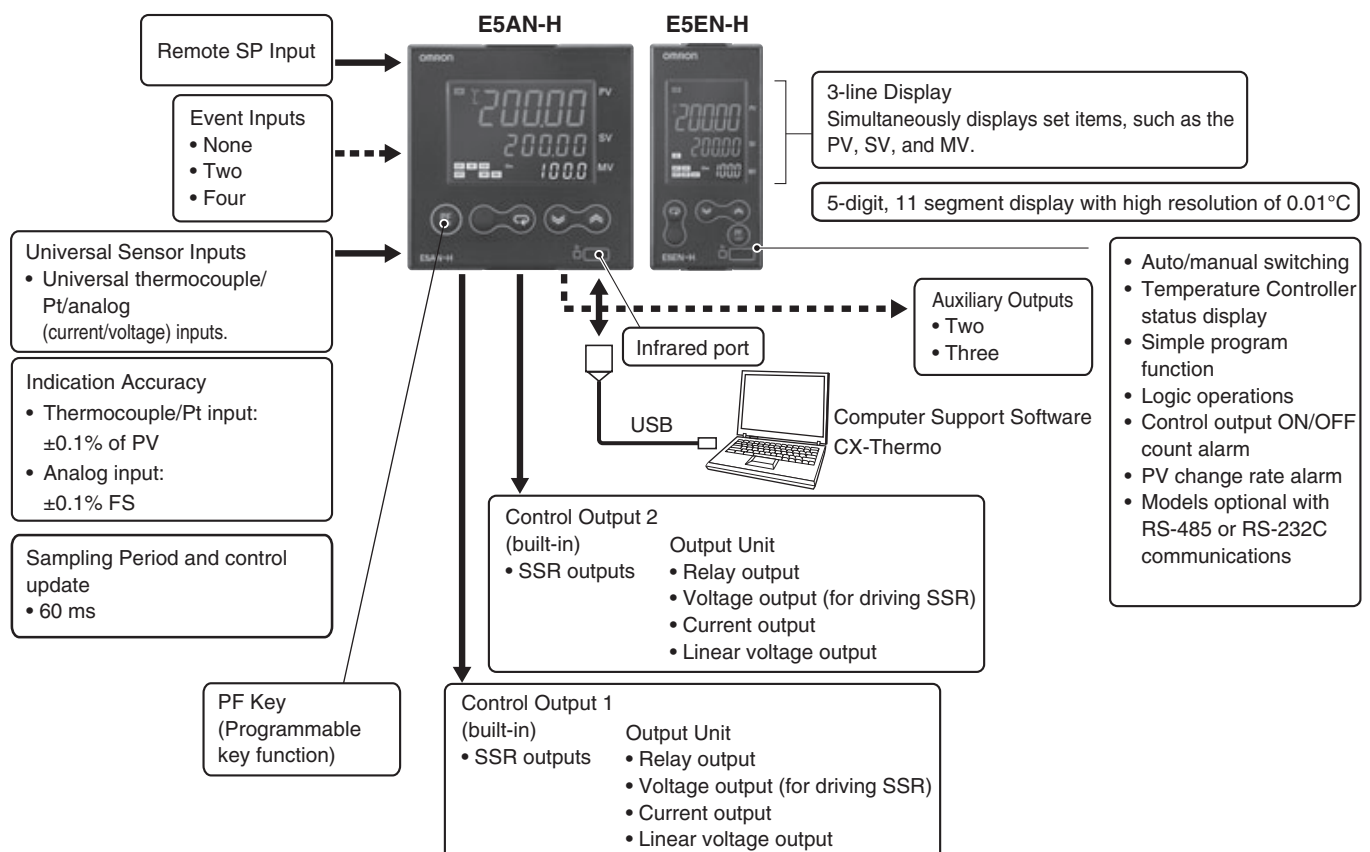 E5AN-H
E5EN-H
Remote SP Input
OMRON
200.00
PV
200.00
SV
100.0
MV
E5AN-H
OMRON
200.00
PV
200.00
100.0
E5EN-H
Event Inputs
• None
• Two
• Four
Universal Sensor Inputs
• Universal thermocouple/
Pt/analog
(current/voltage) inputs.
Indication Accuracy
• Thermocouple/Pt input:
±0.1% of PV
• Analog input:
±0.1% FS
Sampling Period and control
update
• 60 ms
3-line Display
Simultaneously displays set items, such as the
PV, SV, and MV.
5-digit, 11 segment display with high resolution of 0.01°C
• Auto/manual switching
• Temperature Controller
status display
• Simple program
function
• Logic operations
• Control output ON/OFF
count alarm
• PV change rate alarm
• Models optional with
RS-485 or RS-232C
communications
Auxiliary Outputs
• Two
• Three
Infrared port
USB
Computer Support Software
CX-Thermo
Control Output 2
(built-in)
• SSR outputs
Output Unit
• Relay output
• Voltage output (for driving SSR)
• Current output
• Linear voltage output
PF Key
(Programmable
key function)
Control Output 1
(built-in)
• SSR outputs
Output Unit
• Relay output
• Voltage output (for driving SSR)
• Current output
• Linear voltage output